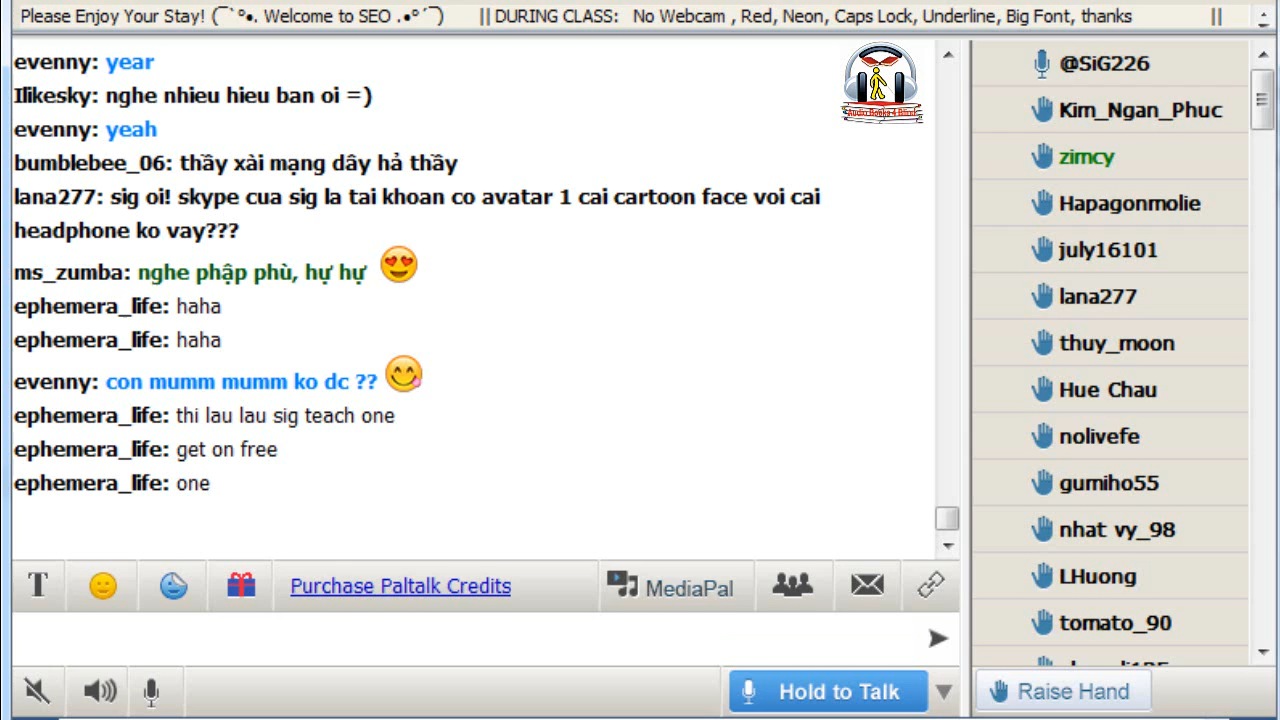 Please Enjoy Your Stay! (¯`°•. Welcome to SEO .•°´¯) || DURING CLASS: No Webcam , Red, Neon, Caps Lock, Underline, Big Font, thanks ||
evenny: year
Ilikesky: nghe nhieu hieu ban oi =)
evenny: yeah
bumblebee_06: thầy xài mạng dây hả thầy
lana277: sig oi! skype cua sig la tai khoan co avatar 1 cai cartoon face voi cai
headphone ko vay???
ms_zumba: nghe phập phù, hự hự
ephemera_life: haha
ephemera_life: haha
evenny: con mumm mumm ko dc ??
ephemera_life: thi lau lau sig teach one
ephemera_life: get on free
ephemera_life: one
Audio Books 4 Blind
@SiG226
Kim_Ngan_Phuc
zimcy
Hapagonmolie
july16101
lana277
thuy_moon
Hue Chau
nolivefe
gumiho55
nhat vy_98
LHuong
tomato_90
T
Purchase Paltalk Credits
MediaPal
Hold to Talk
Raise Hand